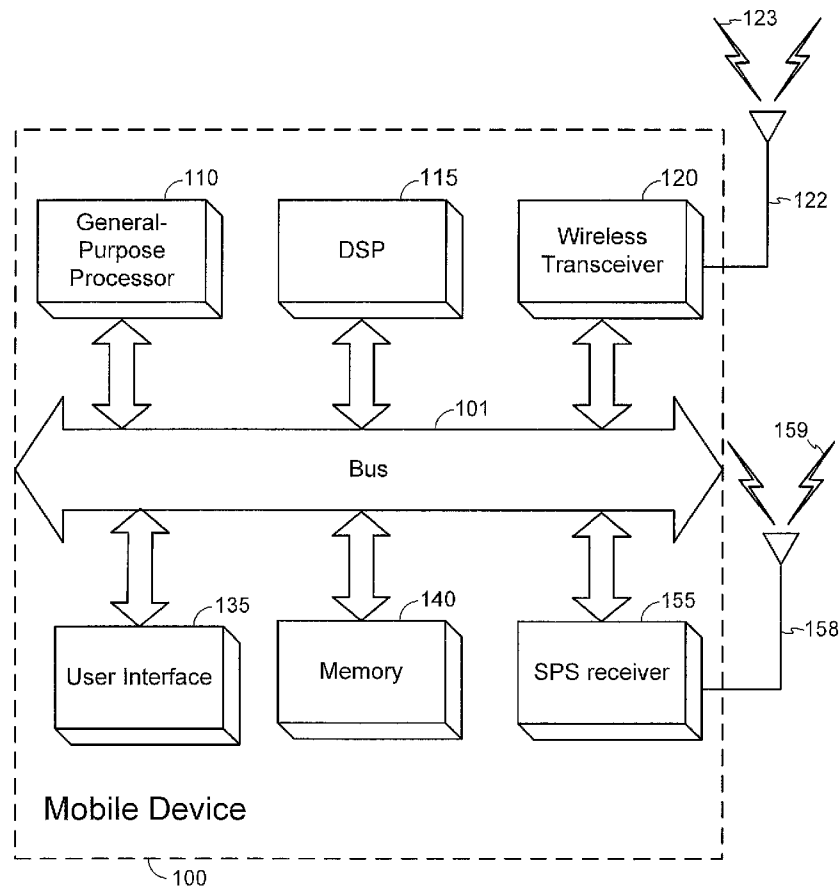 123
110
115
120
122
General-
Purpose
Processor
DSP
Wireless
Transceiver
101
Bus
159
135
140
155
158
User Interface
Memory
SPS receiver
Mobile Device
100